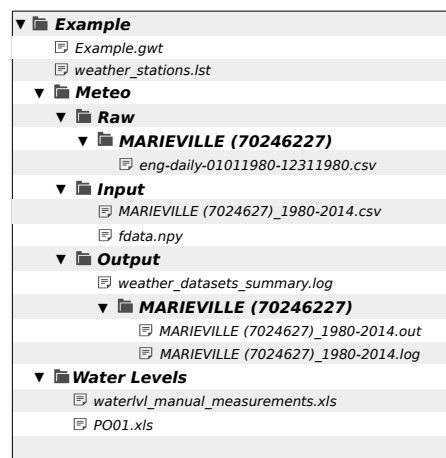 Example
Example.gwt
weather_stations.lst
Meteo
Raw
MARIEVILLE (70246227)
eng-daily-01011980-12311980.csv
Input
MARIEVILLE (7024627)_1980-2014.csv
fdata.npy
Output
weather_datasets_summary.log
MARIEVILLE (70246227)
MARIEVILLE (7024627)_1980-2014.out
MARIEVILLE (7024627)_1980-2014.log
Water Levels
waterlvl_manual_measurements.xls
PO01.xls